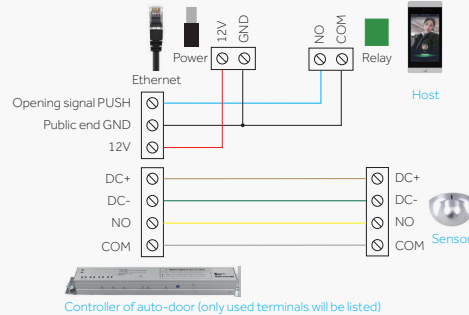 12V
GND
NO
COM
Power
Relay
Ethernet
Host
Opening signal PUSH
Public end GND
12V
DC+
DC-
NO
COM
DC+
DC-
NO
COM
Sensor
Controller of auto-door (only used terminals will be listed)